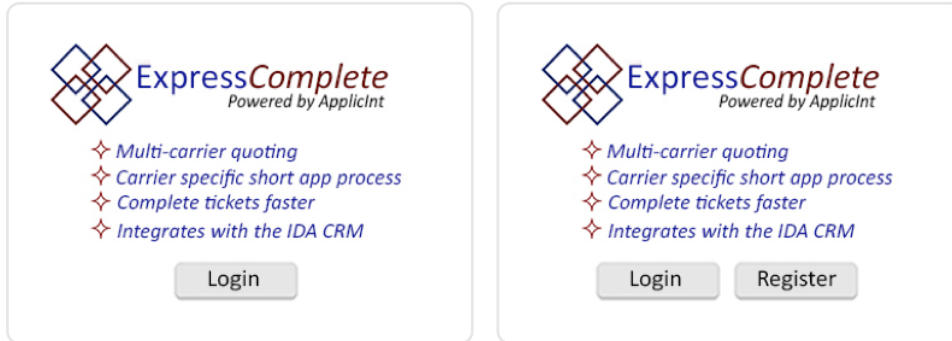 ExpressComplete
Powered by ApplicInt
Multi-carrier quoting
Carrier specific short app process
Complete tickets faster
Integrates with the IDA CRM
Login
ExpressComplete
Powered by ApplicInt
Multi-carrier quoting
Carrier specific short app process
Complete tickets faster
Integrates with the IDA CRM
Login
Register